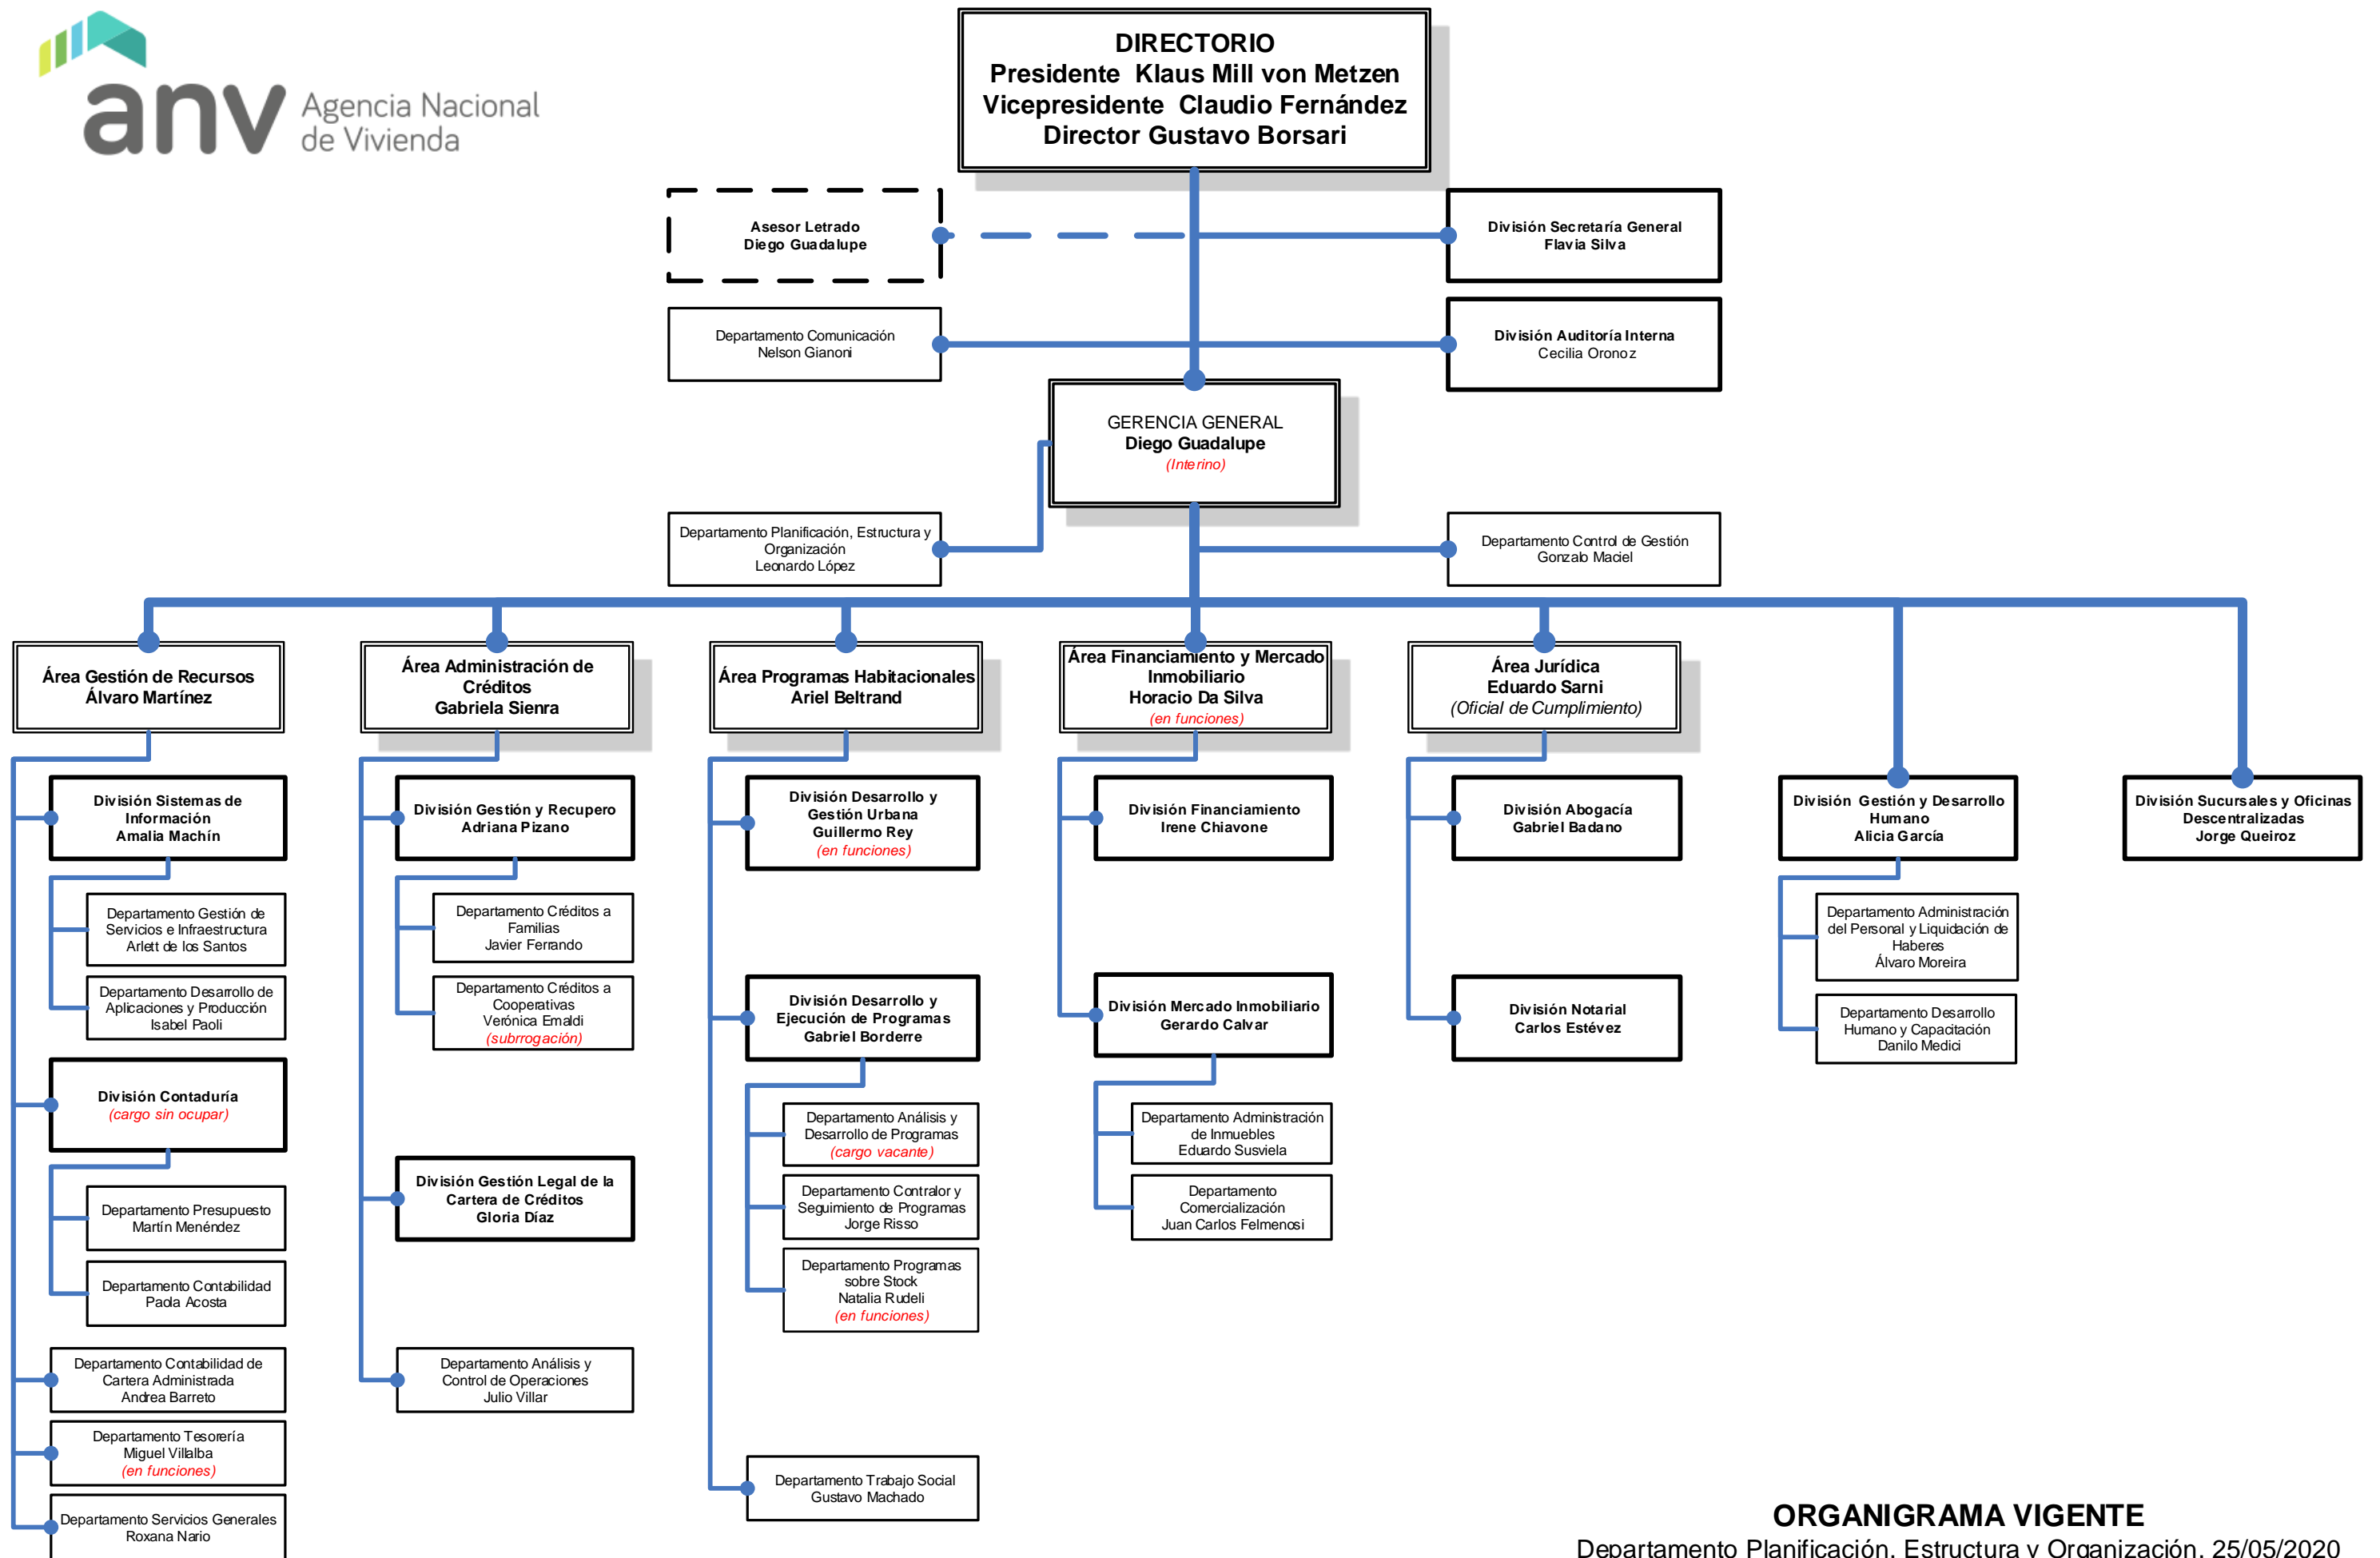 anv Agencia Nacional
de Vivienda
DIRECTORIO
Presidente Klaus Mill von Metzen
Vicepresidente Claudio Fernández
Director Gustavo Borsari
Asesor Letrado
Diego Guadalupe
División Secretaría General
Flavia Silva
Departamento Comunicación
Nelson Gianoni
División Auditoría Interna
Cecilia Oronoz
GERENCIA GENERAL
Diego Guadalupe
(Interino)
Departamento Planificación, Estructura y
Organización
Leonardo López
Departamento Control de Gestión
Gonzalo Maciel
Área Gestión de Recursos
Álvaro Martínez
División Sistemas de
Información
Amalia Machín
Departamento Gestión de
Servicios e Infraestructura
Arlett de los Santos
Departamento Desarrollo de
Aplicaciones y Producción
Isabel Paoli
División Contaduría
(cargo sin ocupar)
Departamento Presupuesto
Martín Menéndez
Departamento Contabilidad
Paola Acosta
Departamento Contabilidad de
Cartera Administrada
Andrea Barreto
Departamento Tesorería
Miguel Villalba
(en funciones)
Departamento Servicios Generales
Roxana Nario
Área Administración de
Créditos
Gabriela Sienra
División Gestión y Recupero
Adriana Pizano
Departamento Créditos a
Familias
Javier Ferrando
Departamento Créditos a
Cooperativas
Verónica Emaldi
(subrrogación)
División Gestión Legal de la
Cartera de Créditos
Gloria Díaz
Departamento Análisis y
Control de Operaciones
Julio Villar
Área Programas Habitacionales
Ariel Beltrand
División Desarrollo y
Gestión Urbana
Guillermo Rey
(en funciones)
División Desarrollo y
Ejecución de Programas
Gabriel Borderre
Departamento Análisis y
Desarrollo de Programas
(cargo vacante)
Departamento Contralor y
Seguimiento de Programas
Jorge Risso
Departamento Programas
sobre Stock
Natalia Rudeli
(en funciones)
Departamento Trabajo Social
Gustavo Machado
Área Financiamiento y Mercado
Inmobiliario
Horacio Da Silva
(en funciones)
División Financiamiento
Irene Chiavone
División Mercado Inmobiliario
Gerardo Calvar
Departamento Administración
de Inmuebles
Eduardo Susviela
Departamento
Comercialización
Juan Carlos Felmenosi
Área Jurídica
Eduardo Sarni
(Oficial de Cumplimiento)
División Abogacía
Gabriel Badano
División Notarial
Carlos Estévez
División Gestión y Desarrollo
Humano
Alicia García
Departamento Administración
del Personal y Liquidación de
Haberes
Álvaro Moreira
Departamento Desarrollo
Humano y Capacitación
Danilo Medici
División Sucursales y Oficinas
Descentralizadas
Jorge Queiroz
ORGANIGRAMA VIGENTE
Departamento Planificación, Estructura y Organización, 25/05/2020